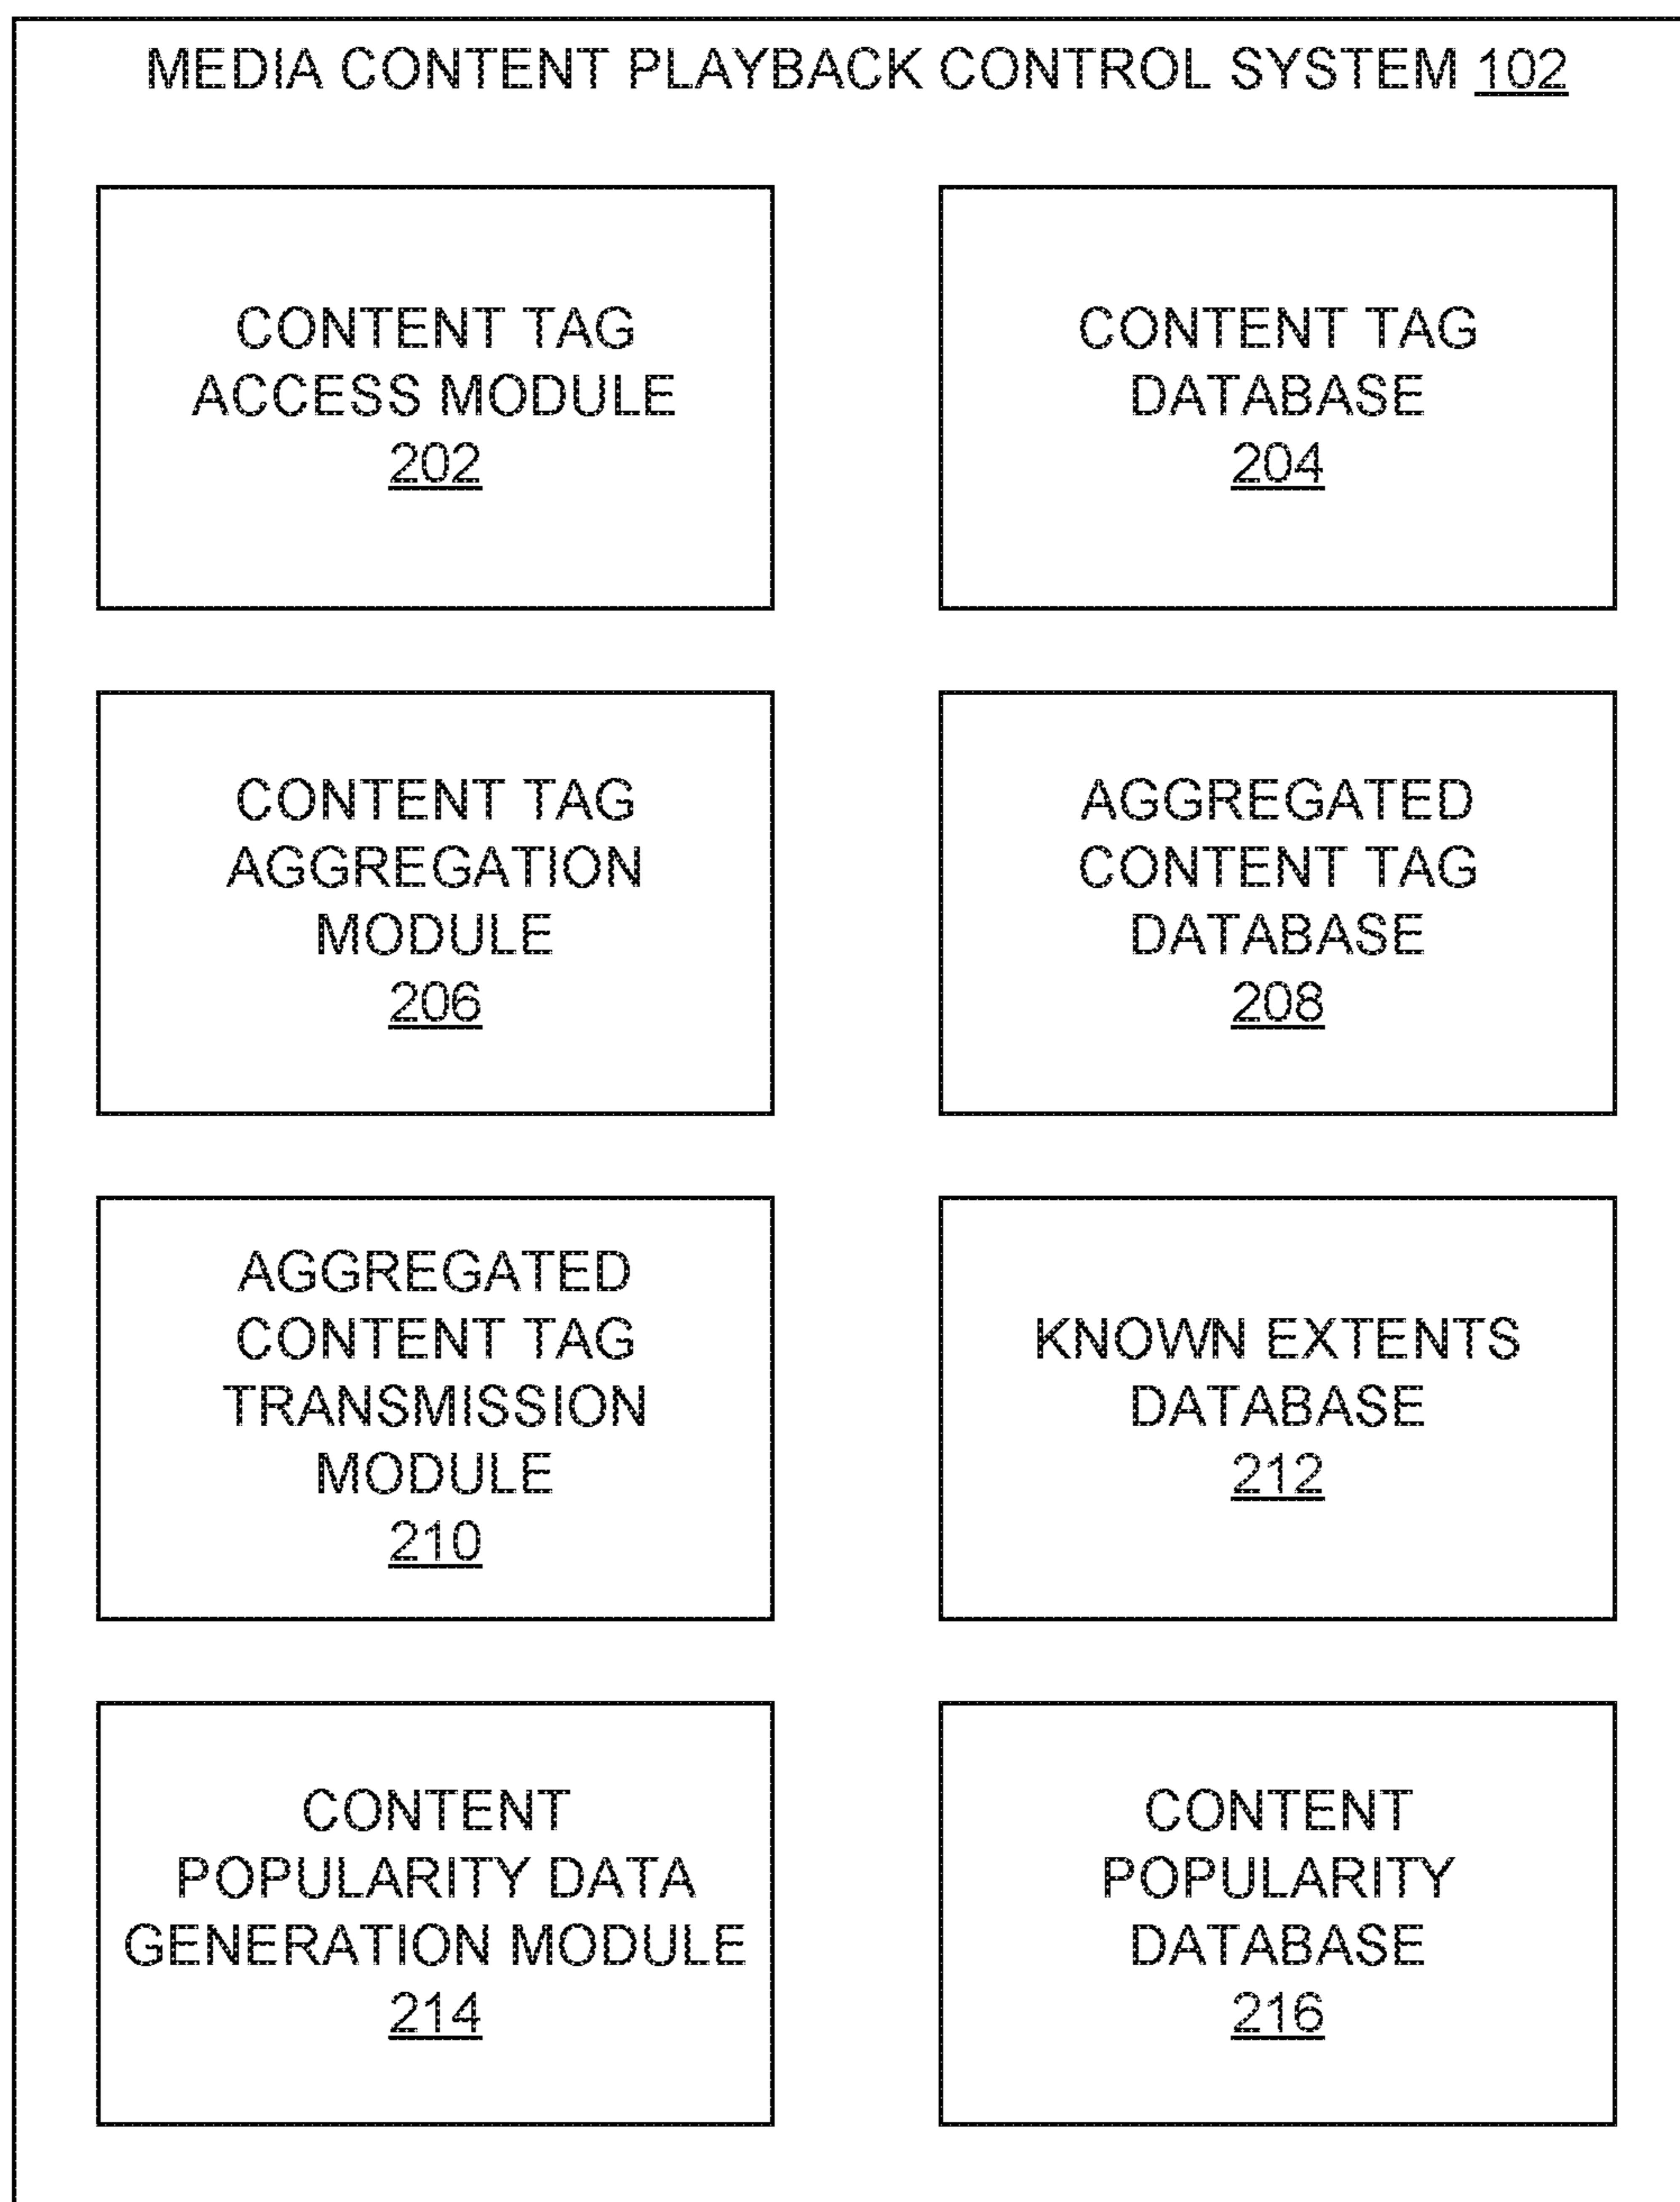 MEDIA CONTENT PLAYBACK CONTROL SYSTEM 102
CONTENT TAG
ACCESS MODULE
202
CONTENT TAG
DATABASE
204
CONTENT TAG
AGGREGATION
MODULE
206
AGGREGATED
CONTENT TAG
DATABASE
208
AGGREGATED
CONTENT TAG
TRANSMISSION
MODULE
210
KNOWN EXTENTS
DATABASE
212
CONTENT
POPULARITY DATA
GENERATION MODULE
214
CONTENT
POPULARITY
DATABASE
216